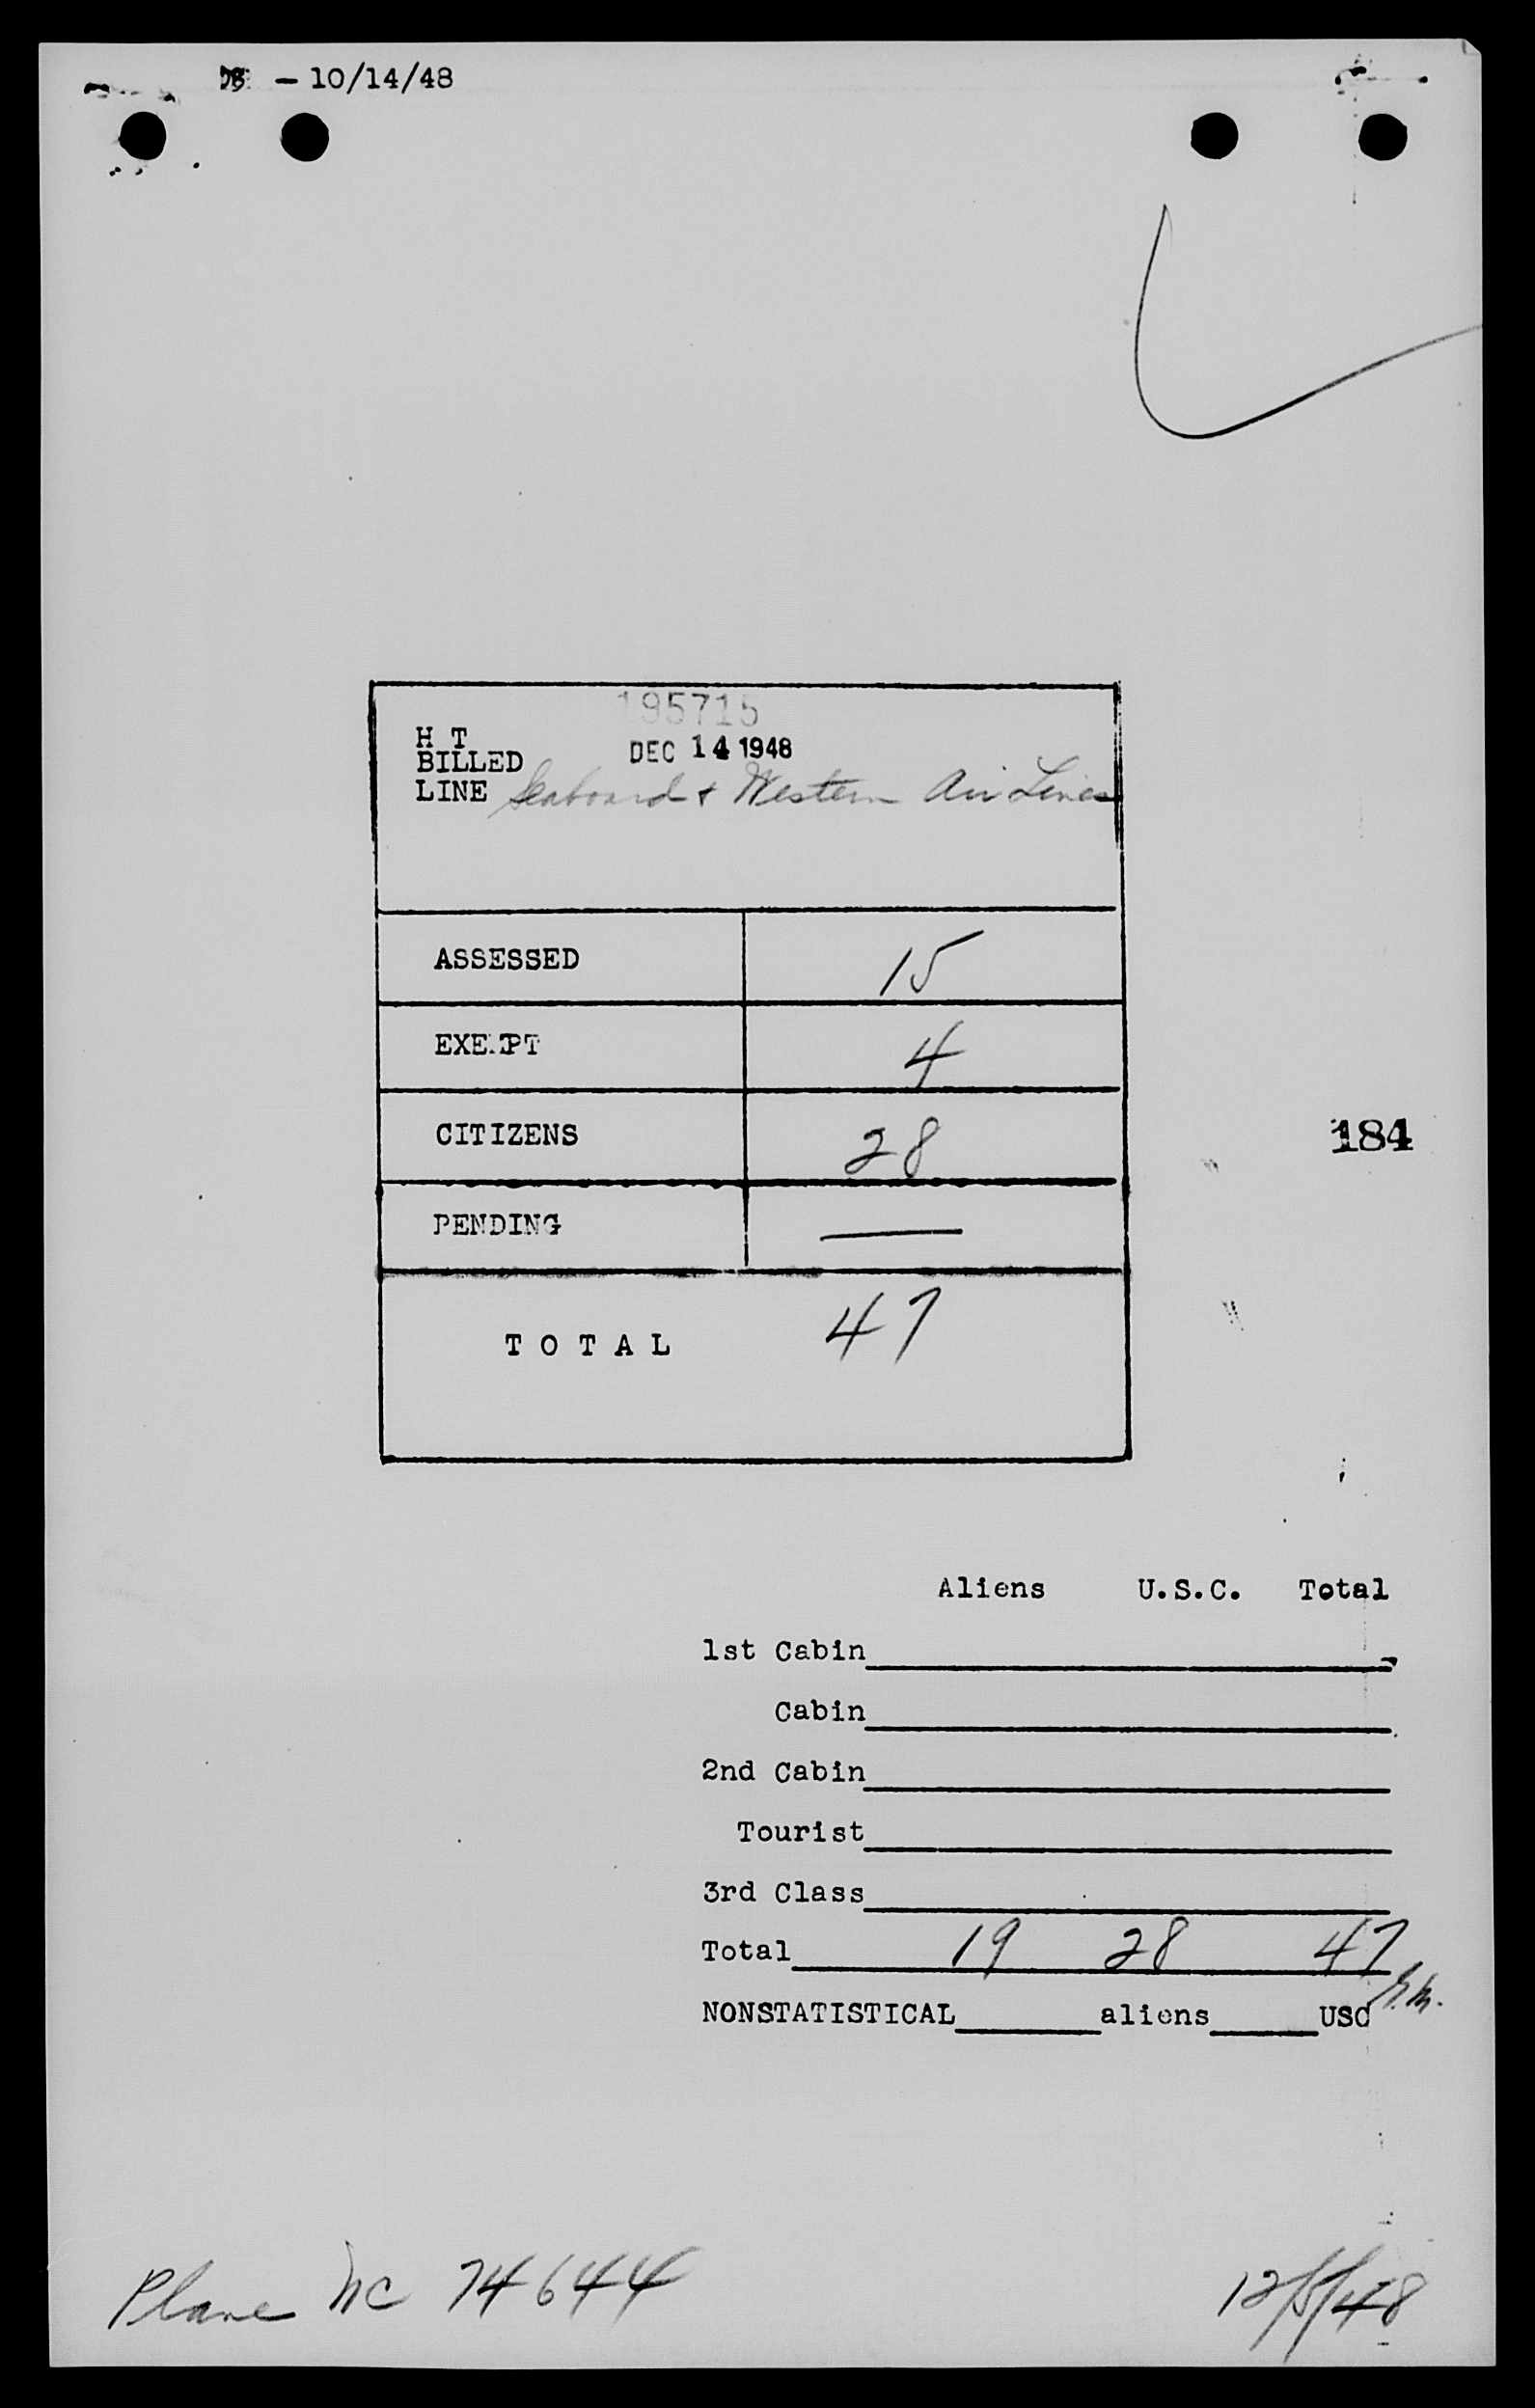 - 10/14/48
195715
H T
BILLED DEC 14 1948
LINE Seaboard & Western Air Lines
ASSESSED 15
EXEMPT 4
CITIZENS 28
184
PENDING —
TOTAL 47
Aliens U.S.C. Total
1st Cabin
Cabin
2nd Cabin
Tourist
3rd Class
Total 19 28 47
NONSTATISTICAL aliens USC
Plane NC 74644 12/5/48